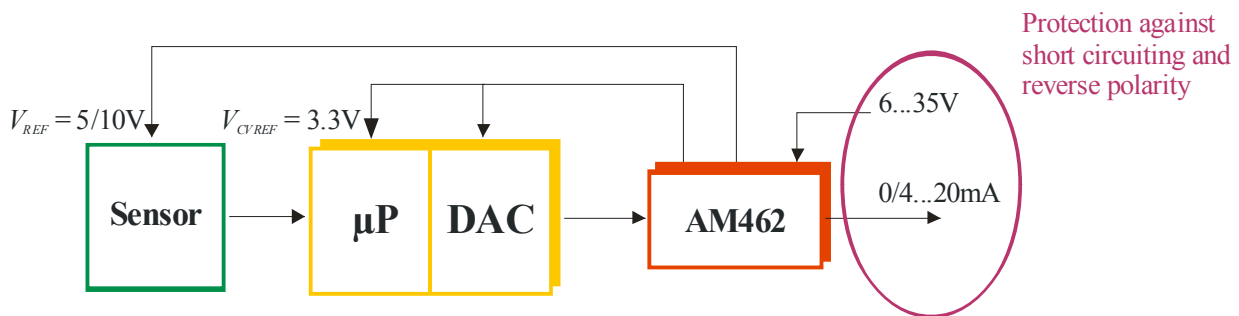 Protection against
short circuiting and
reverse polarity
6...35V
V_REF = 5/10V
V_CVREF = 3.3V
0/4...20mA
Sensor
µP
DAC
AM462